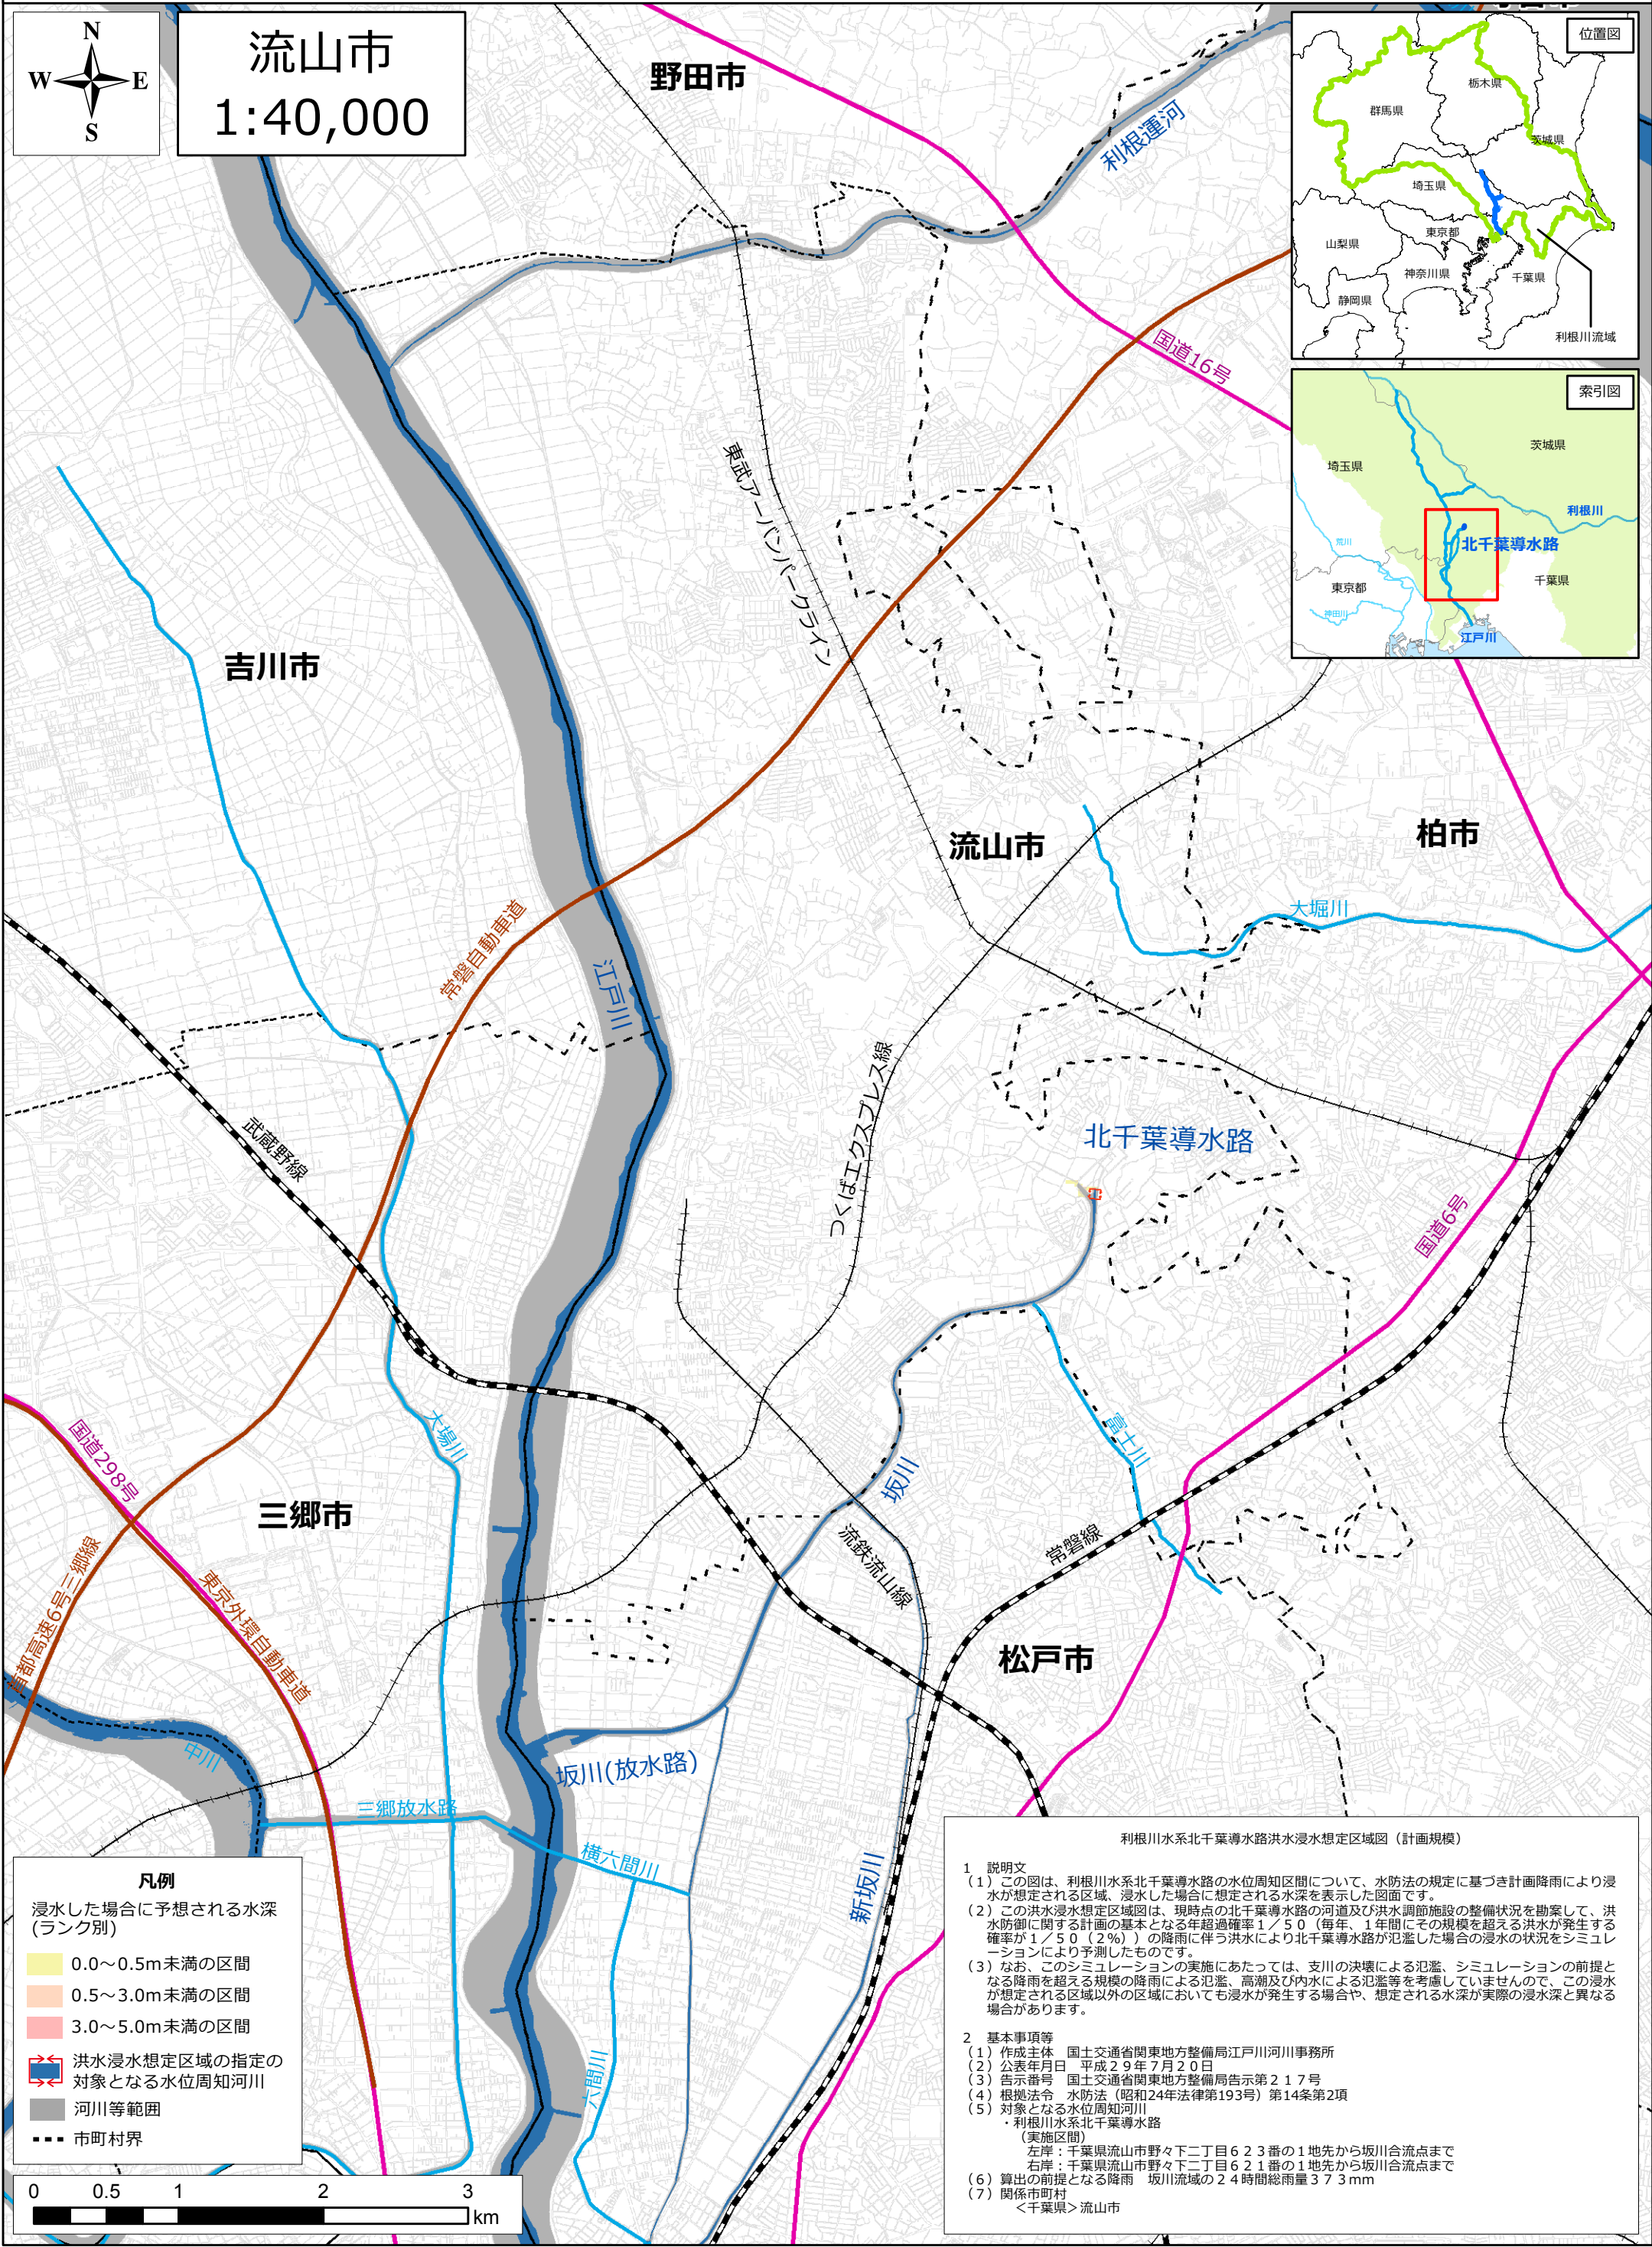 N
W
E
S
流山市
1:40,000
野田市
利根運河
位置図
栃木県
群馬県
茨城県
埼玉県
東京都
山梨県
神奈川県
千葉県
静岡県
利根川流域
国道16号
索引図
茨城県
埼玉県
利根川
荒川
北千葉導水路
東京都
千葉県
神田川
江戸川
東武アーバンパークライン
吉川市
流山市
柏市
大堀川
常磐自動車道
江戸川
つくばエクスプレス線
武蔵野線
北千葉導水路
国道6号
大場川
富士川
国道298号
坂川
三郷市
流鉄流山線
常磐線
首都高速6号三郷線
東京外環自動車道
松戸市
中川
坂川(放水路)
三郷放水路
横六間川
新坂川
六間川
凡例
浸水した場合に予想される水深
(ランク別)
0.0～0.5m未満の区間
0.5～3.0m未満の区間
3.0～5.0m未満の区間
洪水浸水想定区域の指定の
対象となる水位周知河川
河川等範囲
市町村界
0 0.5 1 2 3
km
利根川水系北千葉導水路洪水浸水想定区域図（計画規模）
1 説明文
（1）この図は、利根川水系北千葉導水路の水位周知区間について、水防法の規定に基づき計画降雨により浸
水が想定される区域、浸水した場合に想定される水深を表示した図面です。
（2）この洪水浸水想定区域図は、現時点の北千葉導水路の河道及び洪水調節施設の整備状況を勘案して、洪
水防御に関する計画の基本となる年超過確率１／５０（毎年、１年間にその規模を超える洪水が発生する
確率が１／５０（２%））の降雨に伴う洪水により北千葉導水路が氾濫した場合の浸水の状況をシミュレ
ーションにより予測したものです。
（3）なお、このシミュレーションの実施にあたっては、支川の決壊による氾濫、シミュレーションの前提と
なる降雨を超える規模の降雨による氾濫、高潮及び内水による氾濫等を考慮していませんので、この浸水
が想定される区域以外の区域においても浸水が発生する場合や、想定される水深が実際の浸水深と異なる
場合があります。
2 基本事項等
（1）作成主体 国土交通省関東地方整備局江戸川河川事務所
（2）公表年月日 平成２９年７月２０日
（3）告示番号 国土交通省関東地方整備局告示第２１７号
（4）根拠法令 水防法（昭和24年法律第193号）第14条第2項
（5）対象となる水位周知河川
・利根川水系北千葉導水路
（実施区間）
左岸：千葉県流山市野々下二丁目６２３番の１地先から坂川合流点まで
右岸：千葉県流山市野々下二丁目６２１番の１地先から坂川合流点まで
（6）算出の前提となる降雨 坂川流域の２４時間総雨量３７３mm
（7）関係市町村
＜千葉県＞流山市